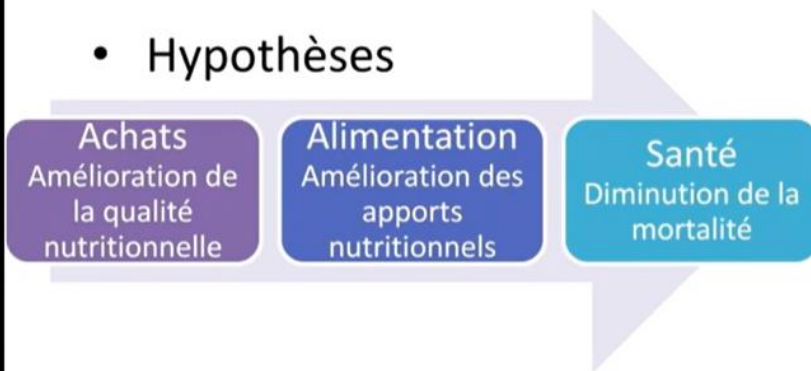 • Hypothèses
Achats
Amélioration de
la qualité
nutritionnelle
Alimentation
Amélioration des
apports
nutritionnels
Santé
Diminution de la
mortalité